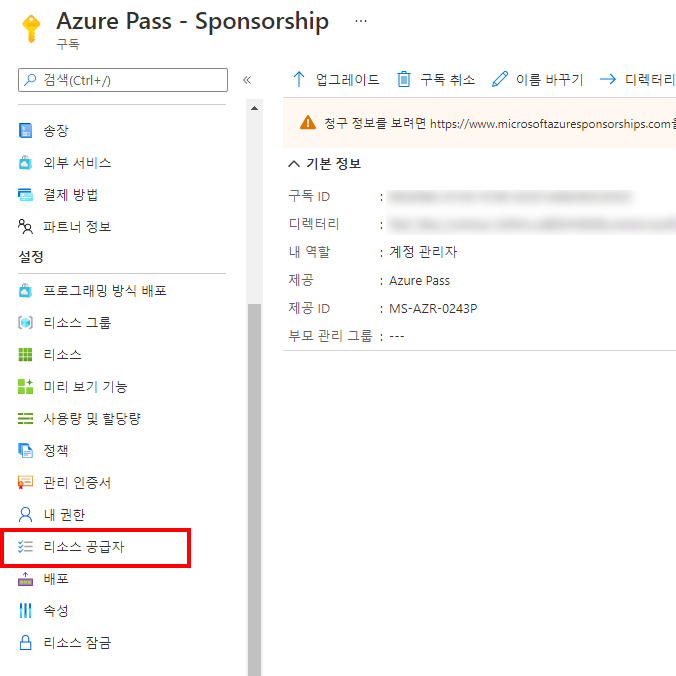 Azure Pass - Sponsorship ...
구독
검색(Ctrl+/)
«
업그레이드
구독 취소
이름 바꾸기
디렉터리
송장
외부 서비스
결제 방법
파트너 정보
설정
프로그래밍 방식 배포
리소스 그룹
리소스
미리 보기 기능
사용량 및 할당량
정책
관리 인증서
내 권한
리소스 공급자
배포
속성
리소스 잠금
청구 정보를 보려면 https://www.microsoftazuresponsorships.com을
기본 정보
구독 ID :
디렉터리 :
내 역할 : 계정 관리자
제공 : Azure Pass
제공 ID : MS-AZR-0243P
부모 관리 그룹 : ---